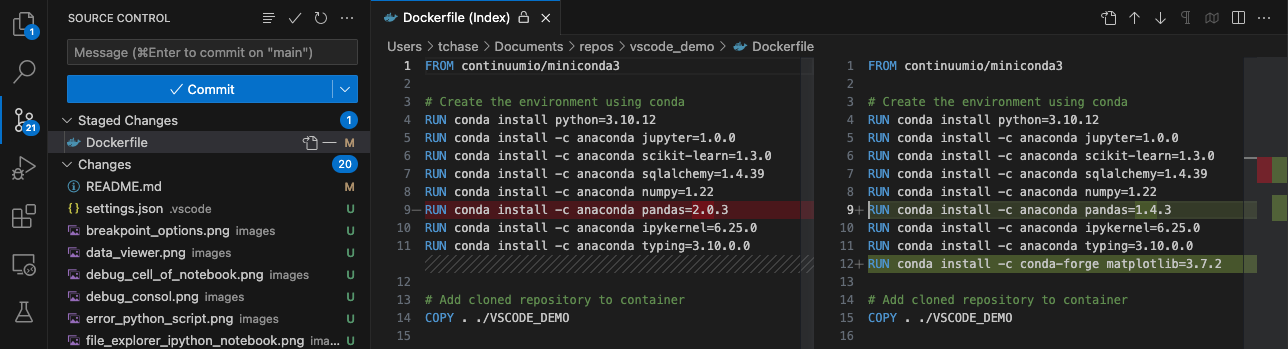 1
21
SOURCE CONTROL
Message (⌘Enter to commit on "main")
Commit
Staged Changes 1
Dockerfile M
Changes 20
README.md M
{} settings.json .vscode U
breakpoint_options.png images U
data_viewer.png images U
debug_cell_of_notebook.png images U
debug_consol.png images U
error_python_script.png images U
file_explorer_ipython_notebook.png ima... U
Dockerfile (Index)
Users > tchase > Documents > repos > vscode_demo > Dockerfile
1 FROM continuumio/miniconda3
2
3 # Create the environment using conda
4 RUN conda install python=3.10.12
5 RUN conda install -c anaconda jupyter=1.0.0
6 RUN conda install -c anaconda scikit-learn=1.3.0
7 RUN conda install -c anaconda sqlalchemy=1.4.39
8 RUN conda install -c anaconda numpy=1.22
9- RUN conda install -c anaconda pandas=2.0.3
10 RUN conda install -c anaconda ipykernel=6.25.0
11 RUN conda install -c anaconda typing=3.10.0.0
12
13 # Add cloned repository to container
14 COPY . ./VSCODE_DEMO
15
1 FROM continuumio/miniconda3
2
3 # Create the environment using conda
4 RUN conda install python=3.10.12
5 RUN conda install -c anaconda jupyter=1.0.0
6 RUN conda install -c anaconda scikit-learn=1.3.0
7 RUN conda install -c anaconda sqlalchemy=1.4.39
8 RUN conda install -c anaconda numpy=1.22
9+ RUN conda install -c anaconda pandas=1.4.3
10 RUN conda install -c anaconda ipykernel=6.25.0
11 RUN conda install -c anaconda typing=3.10.0.0
12+ RUN conda install -c conda-forge matplotlib=3.7.2
13
14 # Add cloned repository to container
15 COPY . ./VSCODE_DEMO
16